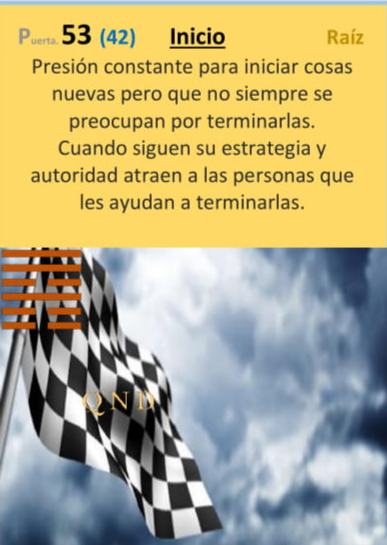 Puerta. 53 (42) Inicio Raíz
Presión constante para iniciar cosas
nuevas pero que no siempre se
preocupan por terminarlas.
Cuando siguen su estrategia y
autoridad atraen a las personas que
les ayudan a terminarlas.
QND